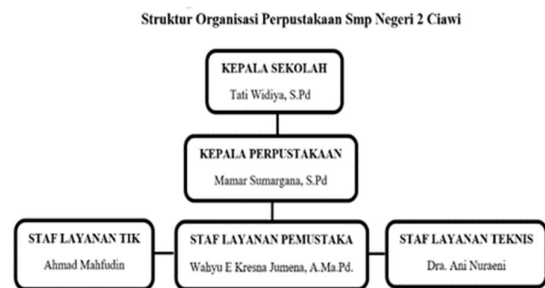 Struktur Organisasi Perpustakaan Smp Negeri 2 Ciawi
KEPALA SEKOLAH
Tati Widiya, S.Pd
KEPALA PERPUSTAKAAN
Mamar Sumargana, S.Pd
STAF LAYANAN TIK
Ahmad Mahfudin
STAF LAYANAN PEMUSTAKA
Wahyu E Kresna Jumena, A.Ma.Pd.
STAF LAYANAN TEKNIS
Dra. Ani Nuraeni